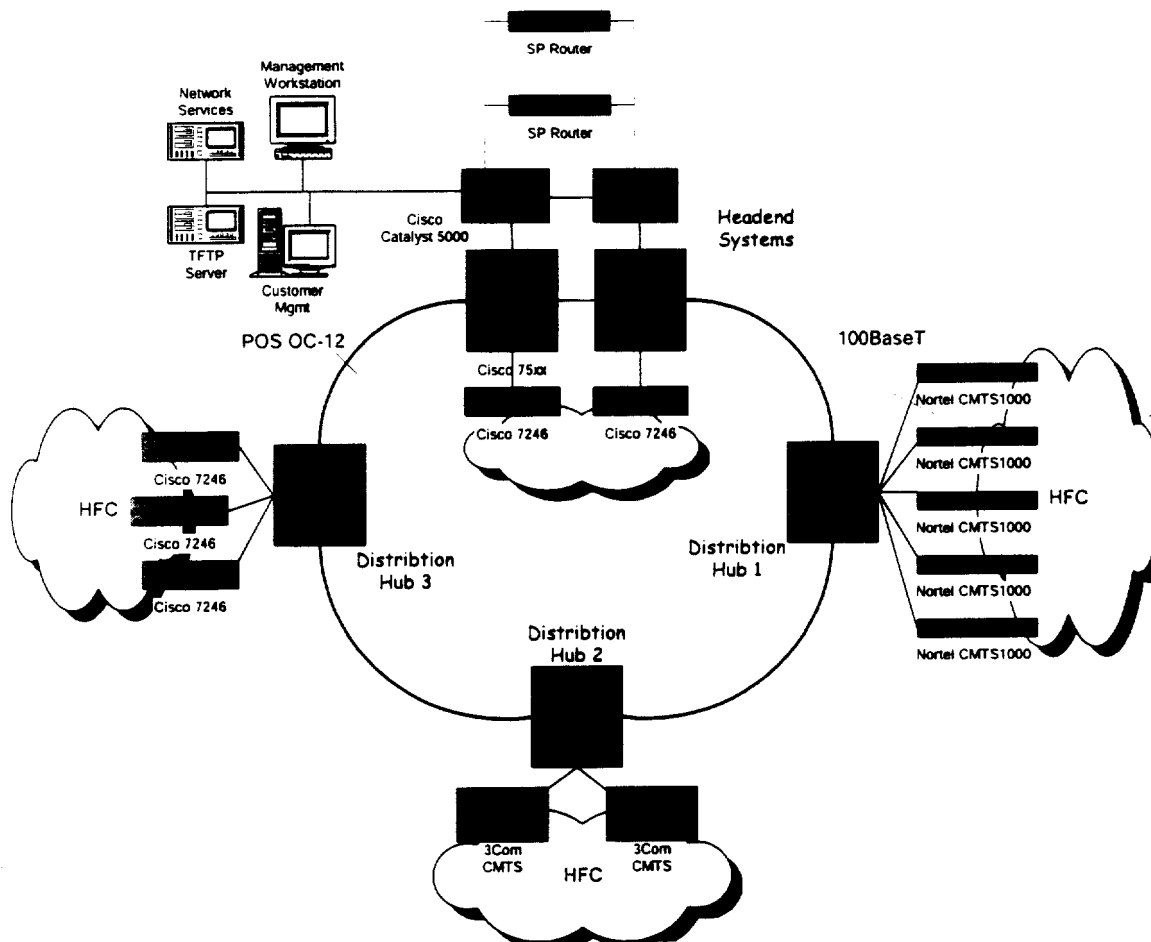 SP Router
Management
Workstation
Network
Services
SP Router
Cisco
Catalyst 5000
Headend
Systems
TFTP
Server
Customer
Mgmt
POS OC-12
100BaseT
Cisco 75xx
Nortel CMTS1000
Cisco 7246
Cisco 7246
Nortel CMTS1000
Cisco 7246
HFC
Nortel CMTS1000
HFC
Cisco 7246
Distribtion
Hub 3
Distribtion
Hub 1
Nortel CMTS1000
Cisco 7246
Distribtion
Hub 2
Nortel CMTS1000
3Com
CMTS
3Com
CMTS
HFC